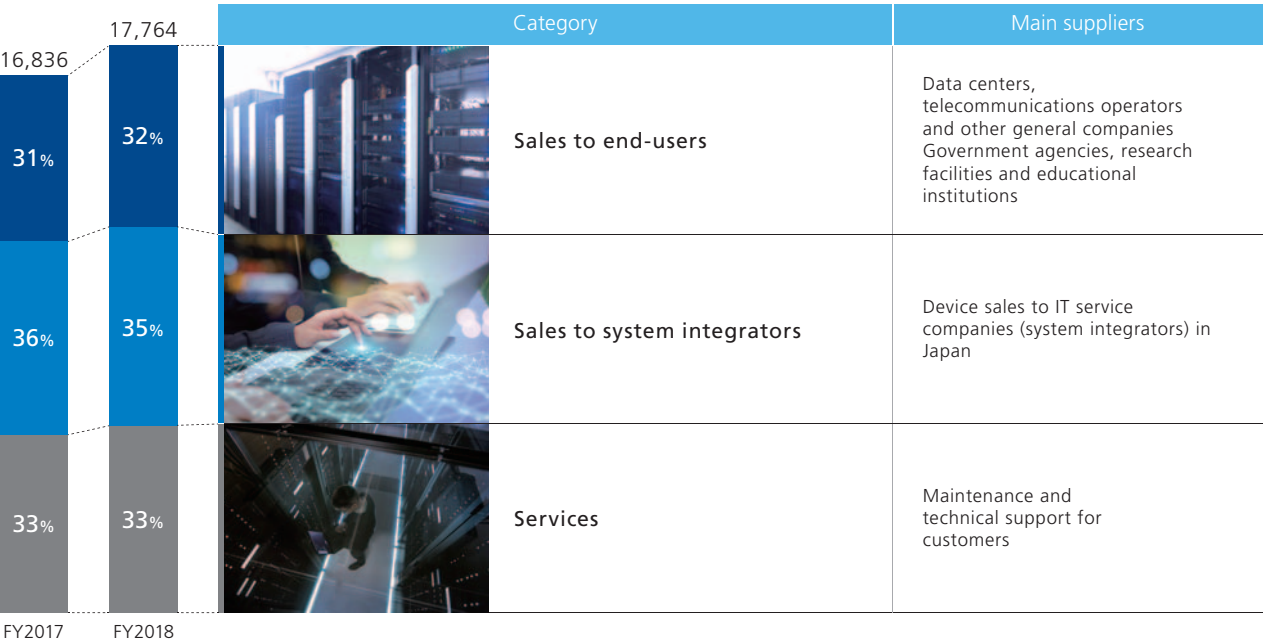 17,764
16,836
Category
Main suppliers
31%
32%
Sales to end-users
Data centers,
telecommunications operators
and other general companies
Government agencies, research
facilities and educational
institutions
36%
35%
Sales to system integrators
Device sales to IT service
companies (system integrators) in
Japan
33%
33%
Services
Maintenance and
technical support for
customers
FY2017
FY2018